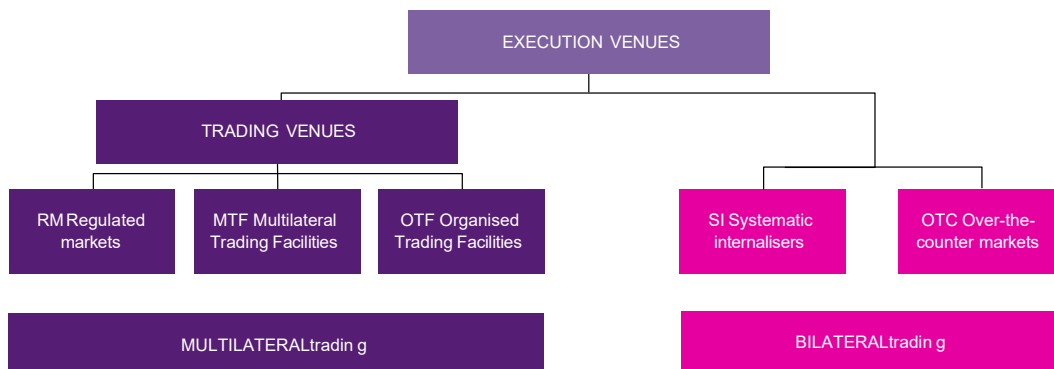 EXECUTION VENUES
TRADING VENUES
RM Regulated
markets
MTF Multilateral
Trading Facilities
OTF Organised
Trading Facilities
SI Systematic
internalisers
OTC Over-the-
counter markets
MULTILATERALtradin g
BILATERALtradin g